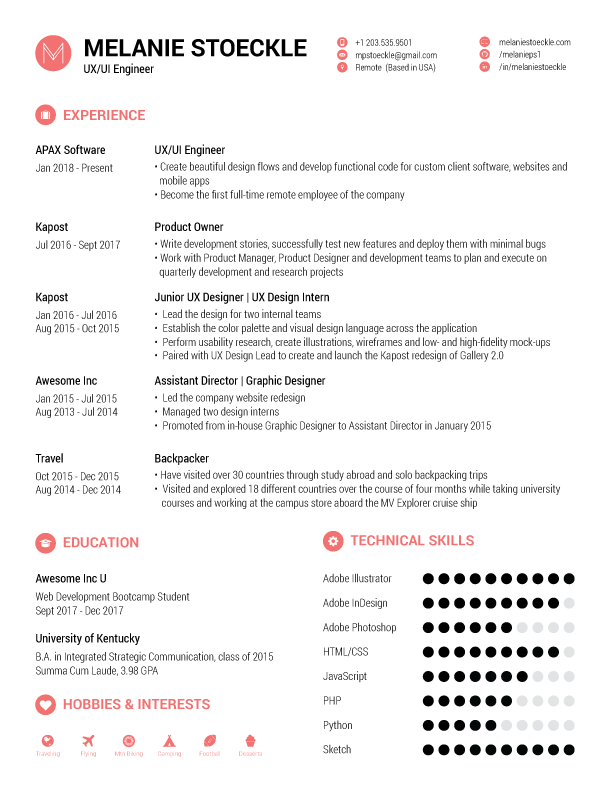 MELANIE STOECKLE
UX/UI Engineer
+1 203.535.9501
mpstoeckle@gmail.com
Remote (Based in USA)
melaniestoeckle.com
/melanieps1
/in/melaniestoeckle
EXPERIENCE
APAX Software
Jan 2018 - Present
UX/UI Engineer
• Create beautiful design flows and develop functional code for custom client software, websites and
mobile apps
• Become the first full-time remote employee of the company
Kapost
Jul 2016 - Sept 2017
Product Owner
• Write development stories, successfully test new features and deploy them with minimal bugs
• Work with Product Manager, Product Designer and development teams to plan and execute on
quarterly development and research projects
Kapost
Jan 2016 - Jul 2016
Aug 2015 - Oct 2015
Junior UX Designer | UX Design Intern
• Lead the design for two internal teams
• Establish the color palette and visual design language across the application
• Perform usability research, create illustrations, wireframes and low- and high-fidelity mock-ups
• Paired with UX Design Lead to create and launch the Kapost redesign of Gallery 2.0
Awesome Inc
Jan 2015 - Jul 2015
Aug 2013 - Jul 2014
Assistant Director | Graphic Designer
• Led the company website redesign
• Managed two design interns
• Promoted from in-house Graphic Designer to Assistant Director in January 2015
Travel
Oct 2015 - Dec 2015
Aug 2014 - Dec 2014
Backpacker
• Have visited over 30 countries through study abroad and solo backpacking trips
• Visited and explored 18 different countries over the course of four months while taking university
courses and working at the campus store aboard the MV Explorer cruise ship
EDUCATION
Awesome Inc U
Web Development Bootcamp Student
Sept 2017 - Dec 2017
University of Kentucky
B.A. in Integrated Strategic Communication, class of 2015
Summa Cum Laude, 3.98 GPA
HOBBIES & INTERESTS
Traveling
Flying
Mtn Biking
Camping
Football
Desserts
TECHNICAL SKILLS
Adobe Illustrator
Adobe InDesign
Adobe Photoshop
HTML/CSS
JavaScript
PHP
Python
Sketch